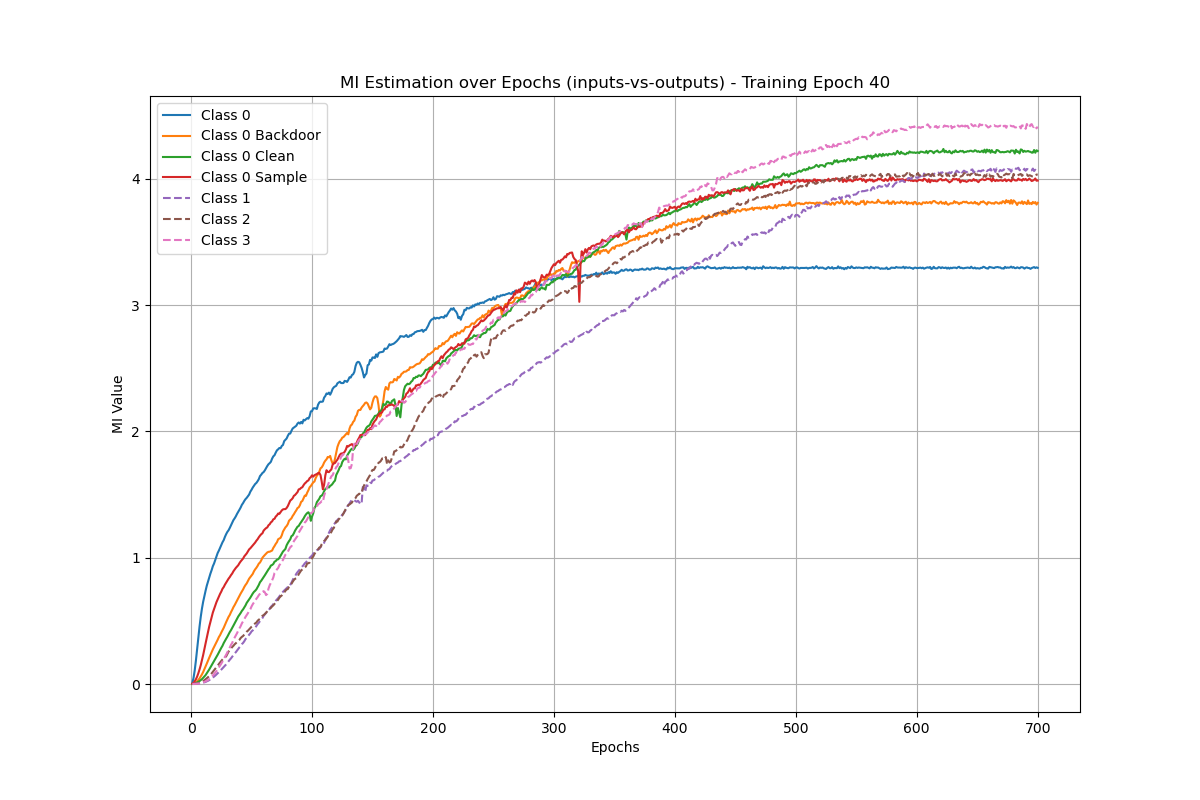 MI Estimation over Epochs (inputs-vs-outputs) - Training Epoch 40
Class 0
Class 0 Backdoor
Class 0 Clean
Class 0 Sample
Class 1
Class 2
Class 3
MI Value
4
3
2
1
0
0 100 200 300 400 500 600 700
Epochs